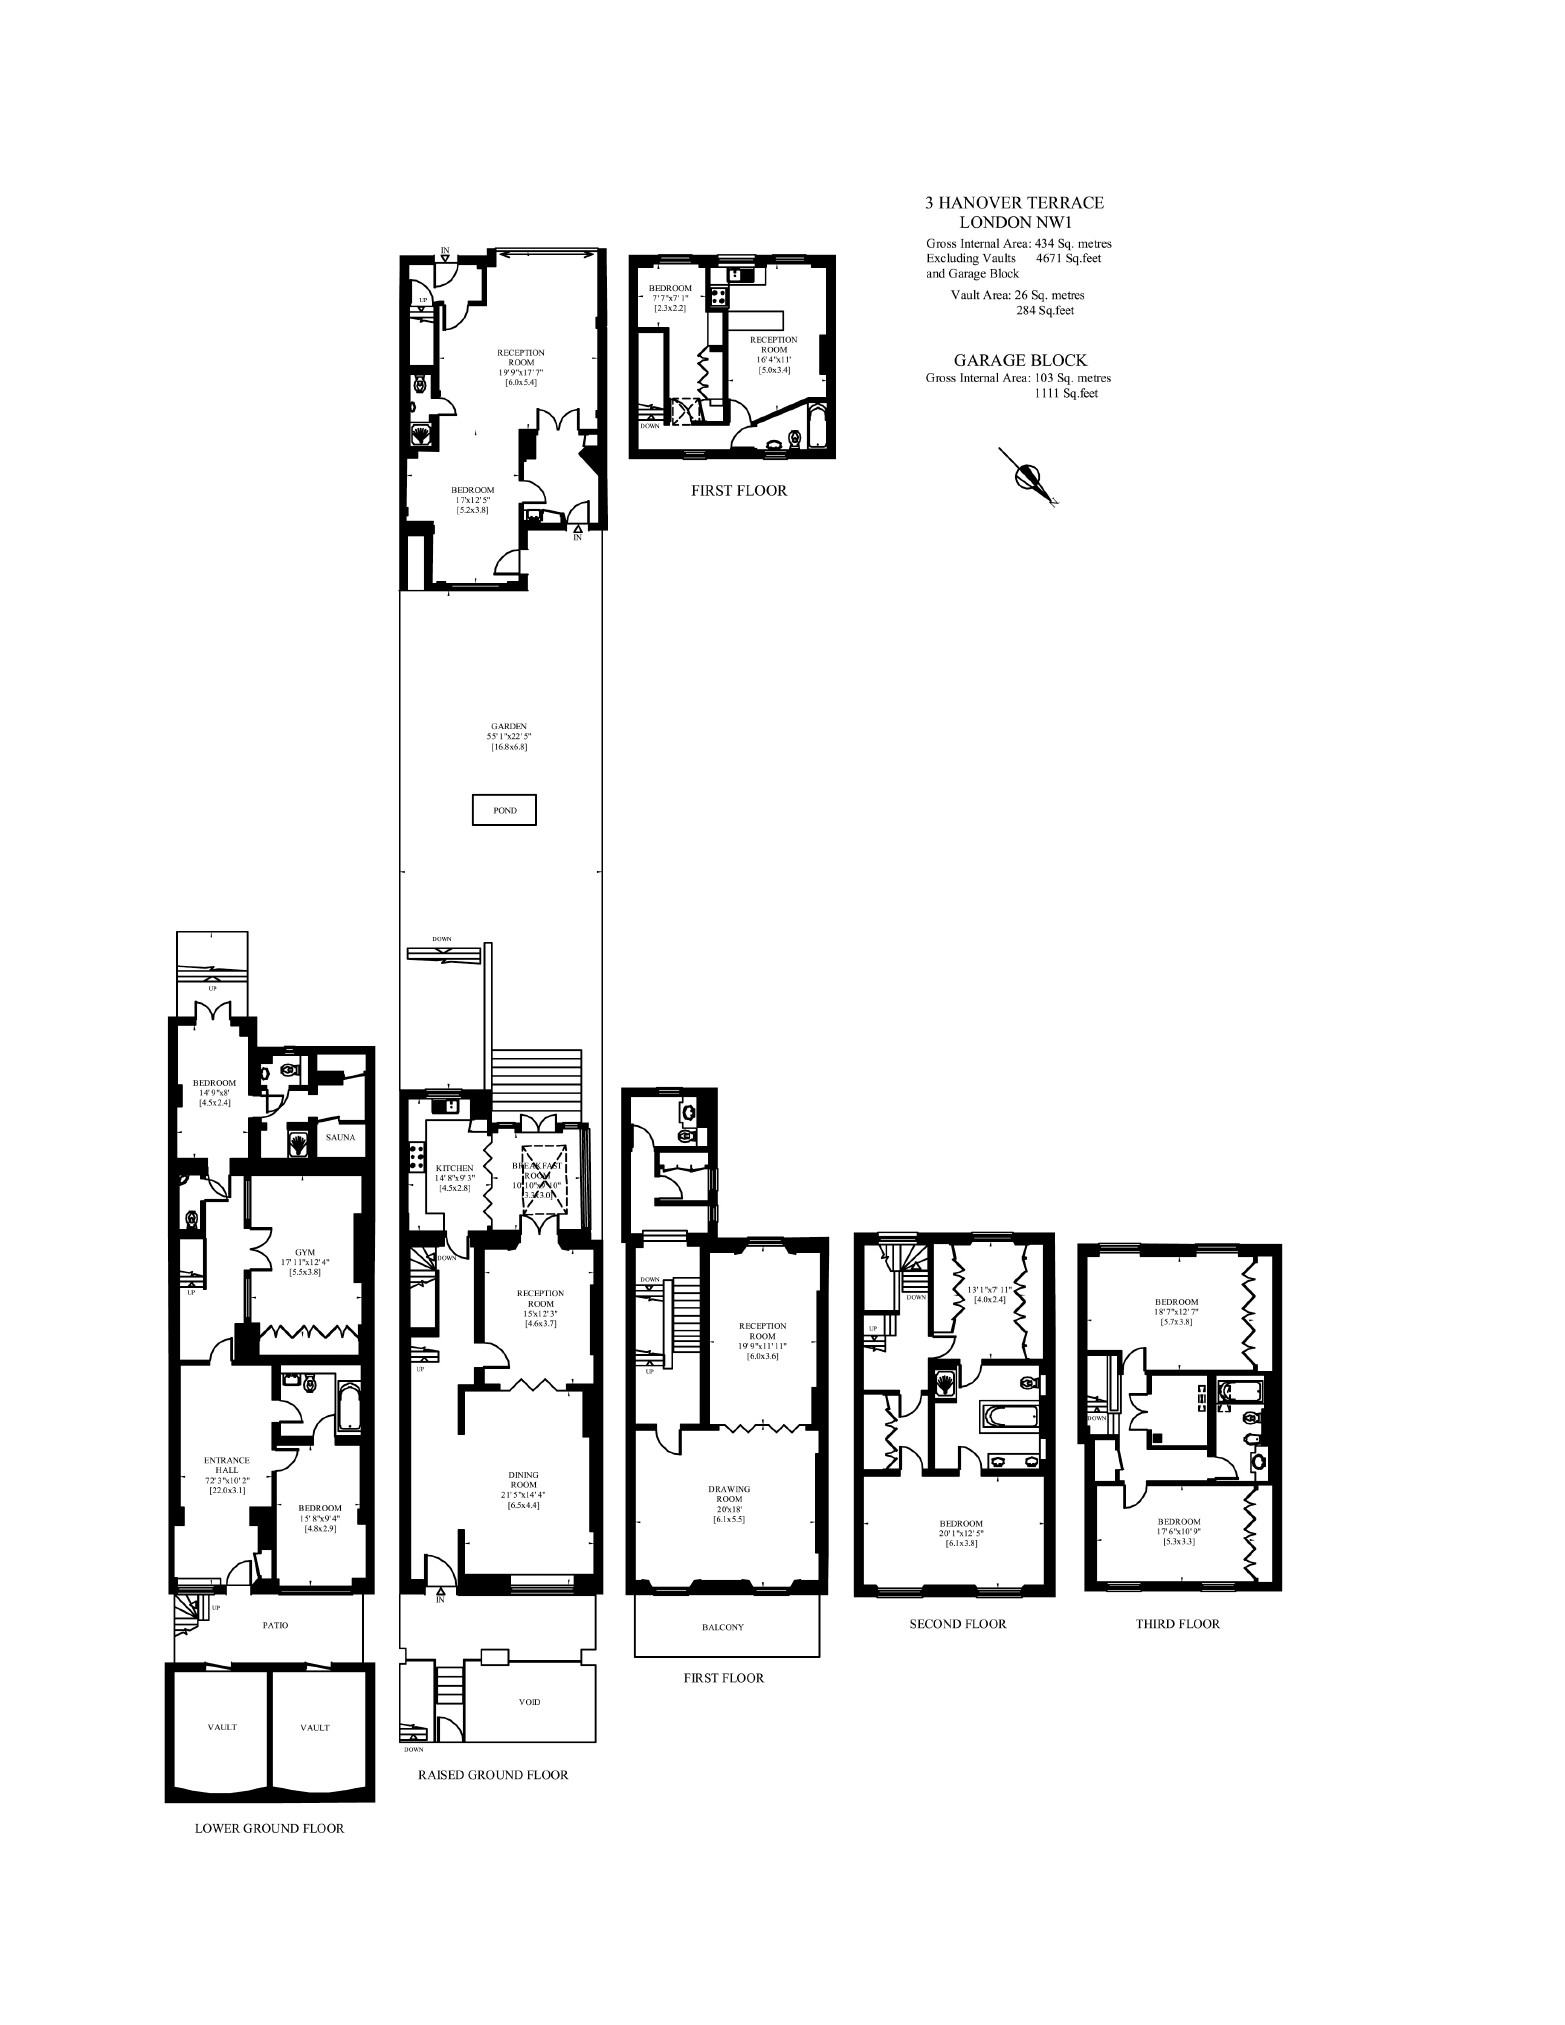 3 HANOVER TERRACE
LONDON NW1
Gross Internal Area: 434 Sq. metres
Excluding Vaults 4671 Sq.feet
and Garage Block
Vault Area: 26 Sq. metres
284 Sq.feet
GARAGE BLOCK
Gross Internal Area: 103 Sq. metres
1111 Sq.feet
N
IN
UP
RECEPTION
ROOM
19'9"x17'7"
[6.0x5.4]
BEDROOM
17'x12'5"
[5.2x3.8]
IN
BEDROOM
7'7"x7'1"
[2.3x2.2]
RECEPTION
ROOM
16'4"x11'
[5.0x3.4]
DOWN
FIRST FLOOR
GARDEN
55'1"x22'5"
[16.8x6.8]
POND
DOWN
UP
BEDROOM
14'9"x8'
[4.5x2.4]
SAUNA
GYM
17'11"x12'4"
[5.5x3.8]
UP
ENTRANCE
HALL
72'3"x10'2"
[22.0x3.1]
BEDROOM
15'8"x9'4"
[4.8x2.9]
UP
PATIO
VAULT
VAULT
LOWER GROUND FLOOR
KITCHEN
14'8"x9'3"
[4.5x2.8]
BREAKFAST
ROOM
10'10"x9'10"
3.3x3.0]
DOWN
RECEPTION
ROOM
15'x12'3"
[4.6x3.7]
UP
DINING
ROOM
21'5"x14'4"
[6.5x4.4]
IN
VOID
DOWN
RAISED GROUND FLOOR
DOWN
UP
RECEPTION
ROOM
19'9"x11'11"
[6.0x3.6]
DRAWING
ROOM
20'x18'
[6.1x5.5]
BALCONY
FIRST FLOOR
DOWN
UP
13'1"x7'11"
[4.0x2.4]
BEDROOM
20'1"x12'5"
[6.1x3.8]
SECOND FLOOR
BEDROOM
18'7"x12'7"
[5.7x3.8]
DOWN
BEDROOM
17'6"x10'9"
[5.3x3.3]
THIRD FLOOR